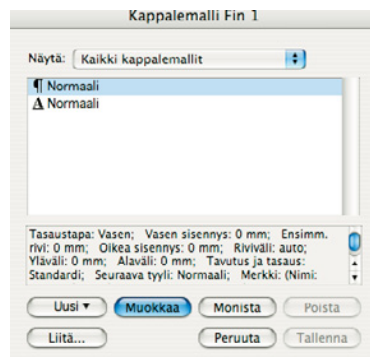 Kappalemalli Fin 1
Näytä: Kaikki kappalemallit
¶ Normaali
A Normaali
Tasaustapa: Vasen; Vasen sisennys: 0 mm; Ensimm.
rivi: 0 mm; Oikea sisennys: 0 mm; Riviväli: auto;
Yläväli: 0 mm; Alaväli: 0 mm; Tavutus ja tasaus:
Standardi; Seuraava tyyli: Normaali; Merkki: (Nimi:
Uusi ▾ Muokkaa Monista Poista
Liitä... Peruuta Tallenna